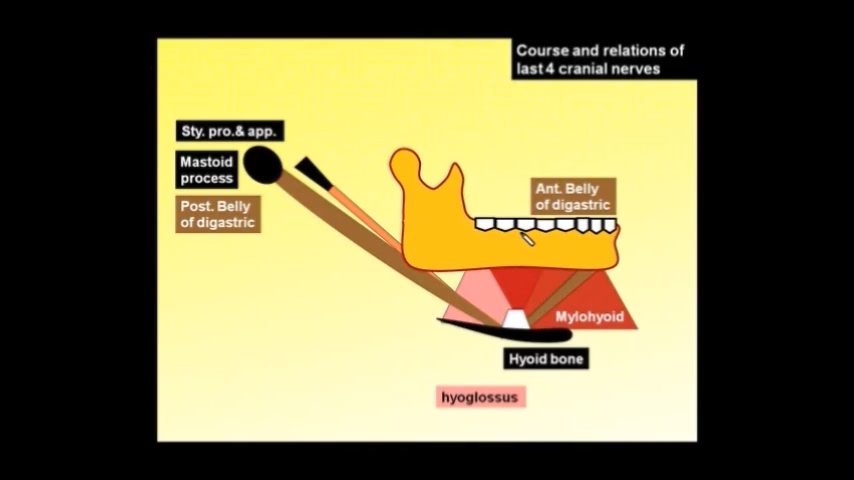 Course and relations of
last 4 cranial nerves
Sty. pro.& app.
Mastoid
process
Post. Belly
of digastric
Ant. Belly
of digastric
Mylohyoid
Hyoid bone
hyoglossus